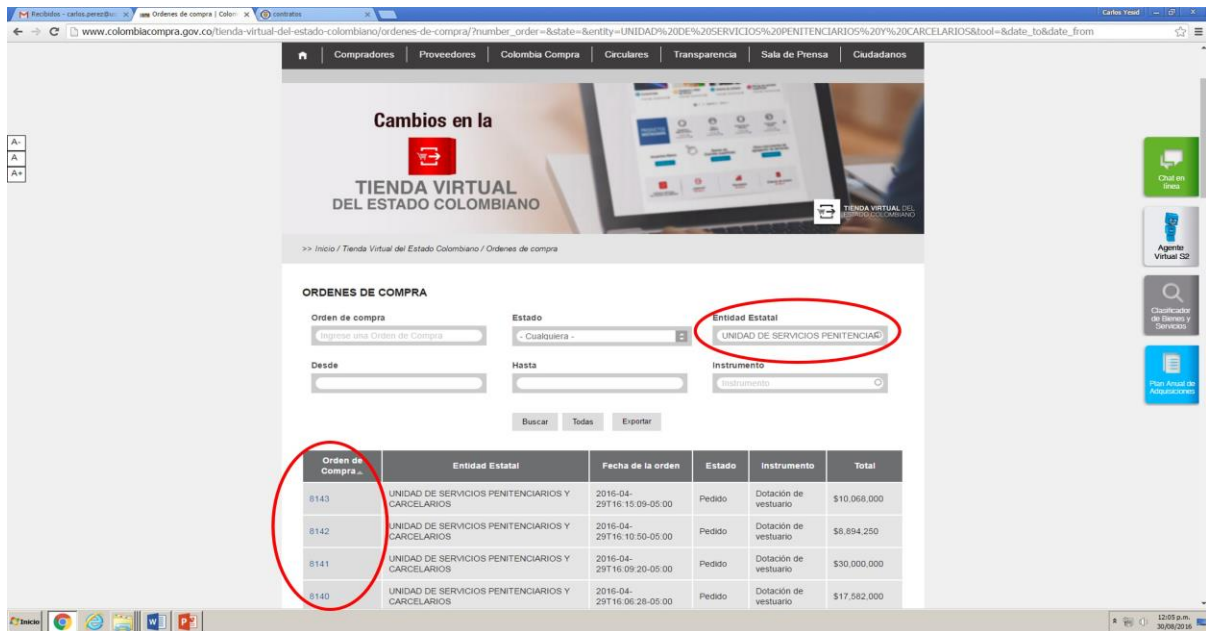 Recibidos - carlos.perez@us
Ordenes de compra | Colom
contratos
Carlos Yesid
www.colombiacompra.gov.co/tienda-virtual-del-estado-colombiano/ordenes-de-compra/?number_order=&state=&entity=UNIDAD%20DE%20SERVICIOS%20PENITENCIARIOS%20Y%20CARCELARIOS&tool=&date_to&date_from
Compradores
Proveedores
Colombia Compra
Circulares
Transparencia
Sala de Prensa
Ciudadanos
A-
A
A+
Cambios en la
TIENDA VIRTUAL
DEL ESTADO COLOMBIANO
TIENDA VIRTUAL DEL
ESTADO COLOMBIANO
Chat en
línea
Agente
Virtual S2
Clasificador
de Bienes y
Servicios
Plan Anual de
Adquisiciones
>> Inicio / Tienda Virtual del Estado Colombiano / Ordenes de compra
ORDENES DE COMPRA
Orden de compra
Estado
Entidad Estatal
Ingrese una Orden de Compra
- Cualquiera -
UNIDAD DE SERVICIOS PENITENCIAR
Desde
Hasta
Instrumento
Instrumento
Buscar Todas Exportar
Orden de
Compra
Entidad Estatal
Fecha de la orden
Estado
Instrumento
Total
8143
UNIDAD DE SERVICIOS PENITENCIARIOS Y
CARCELARIOS
2016-04-
29T16:15:09-05:00
Pedido
Dotación de
vestuario
$10,068,000
8142
UNIDAD DE SERVICIOS PENITENCIARIOS Y
CARCELARIOS
2016-04-
29T16:10:50-05:00
Pedido
Dotación de
vestuario
$8,894,250
8141
UNIDAD DE SERVICIOS PENITENCIARIOS Y
CARCELARIOS
2016-04-
29T16:09:20-05:00
Pedido
Dotación de
vestuario
$30,000,000
8140
UNIDAD DE SERVICIOS PENITENCIARIOS Y
CARCELARIOS
2016-04-
29T16:06:28-05:00
Pedido
Dotación de
vestuario
$17,582,000
Inicio
12:03 p.m.
30/08/2016